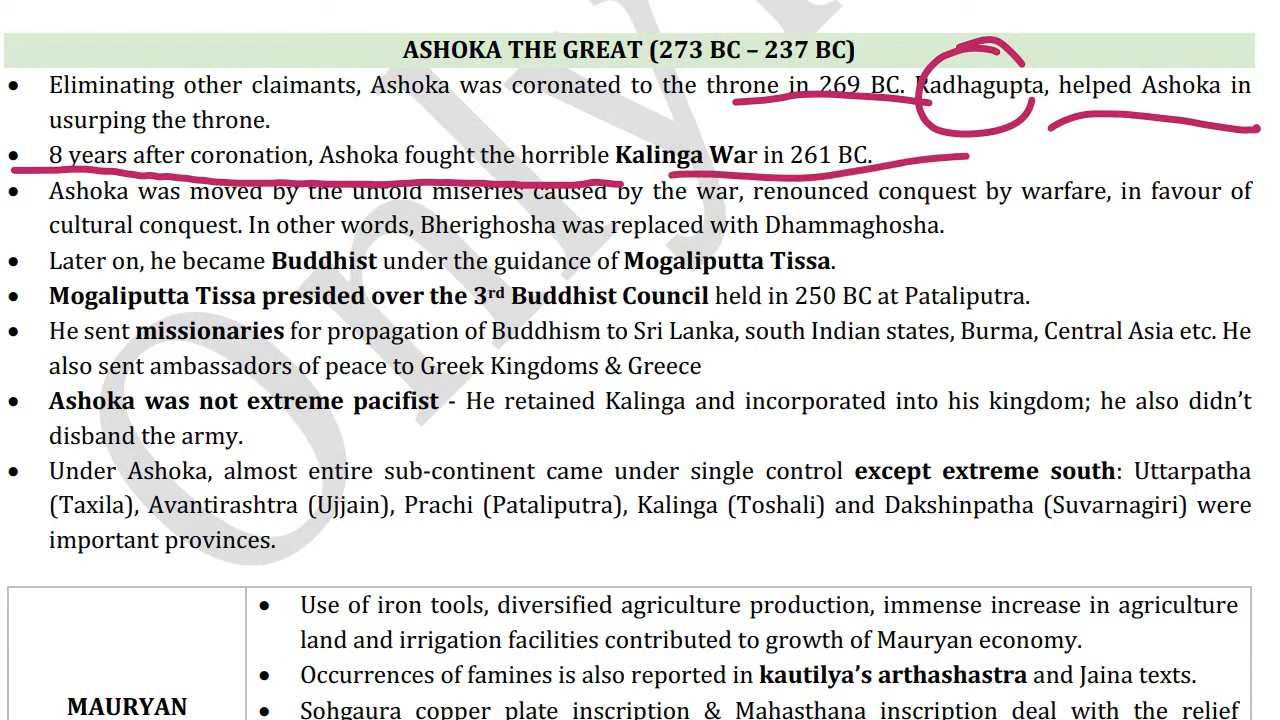 ASHOKA THE GREAT (273 BC – 237 BC)
• Eliminating other claimants, Ashoka was coronated to the throne in 269 BC. Radhagupta, helped Ashoka in
usurping the throne.
• 8 years after coronation, Ashoka fought the horrible Kalinga War in 261 BC.
• Ashoka was moved by the untold miseries caused by the war, renounced conquest by warfare, in favour of
cultural conquest. In other words, Bherighosha was replaced with Dhammaghosha.
• Later on, he became Buddhist under the guidance of Mogaliputta Tissa.
• Mogaliputta Tissa presided over the 3rd Buddhist Council held in 250 BC at Pataliputra.
• He sent missionaries for propagation of Buddhism to Sri Lanka, south Indian states, Burma, Central Asia etc. He
also sent ambassadors of peace to Greek Kingdoms & Greece
• Ashoka was not extreme pacifist - He retained Kalinga and incorporated into his kingdom; he also didn't
disband the army.
• Under Ashoka, almost entire sub-continent came under single control except extreme south: Uttarpatha
(Taxila), Avantirashtra (Ujjain), Prachi (Pataliputra), Kalinga (Toshali) and Dakshinpatha (Suvarnagiri) were
important provinces.
• Use of iron tools, diversified agriculture production, immense increase in agriculture
land and irrigation facilities contributed to growth of Mauryan economy.
• Occurrences of famines is also reported in kautilya's arthashastra and Jaina texts.
MAURYAN
• Sohgaura copper plate inscription & Mahasthana inscription deal with the relief
Only